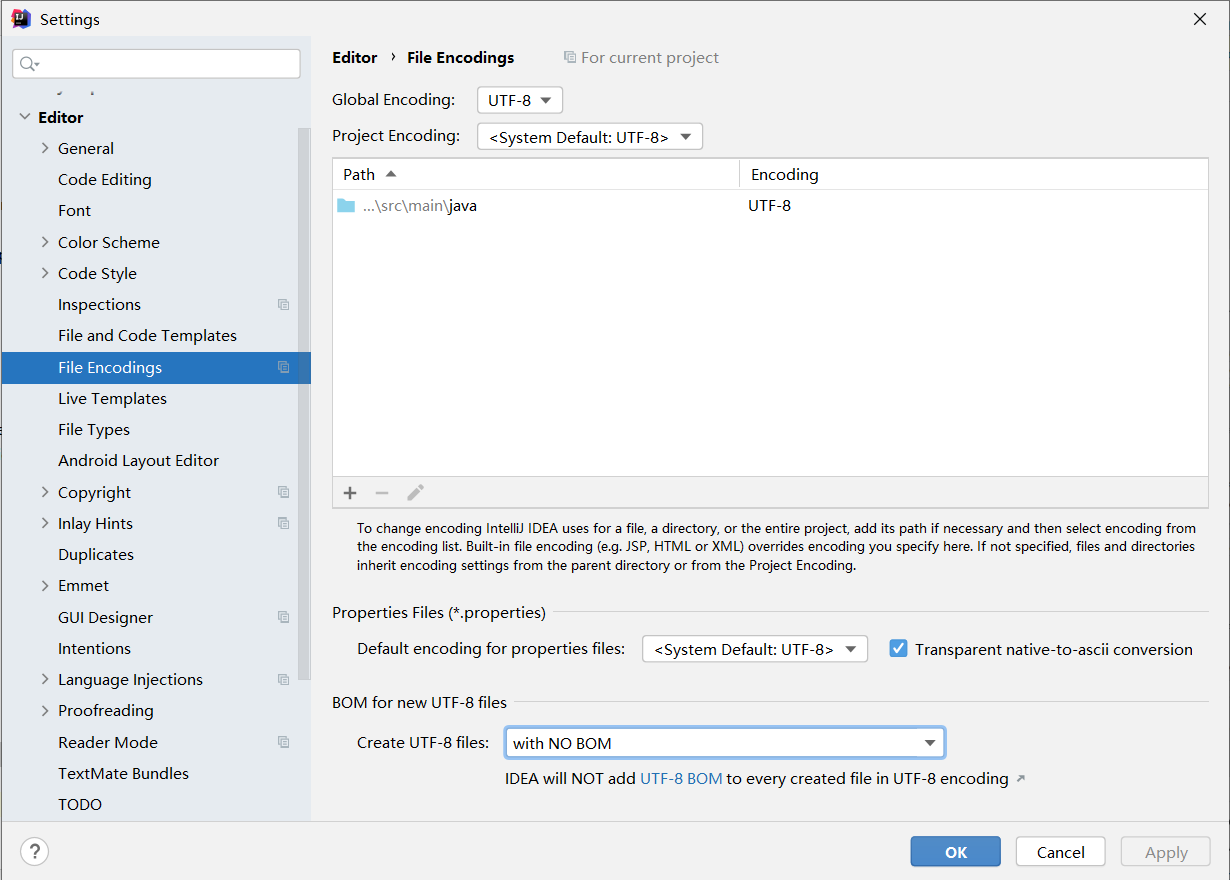 Settings
Editor
General
Code Editing
Font
Color Scheme
Code Style
Inspections
File and Code Templates
File Encodings
Live Templates
File Types
Android Layout Editor
Copyright
Inlay Hints
Duplicates
Emmet
GUI Designer
Intentions
Language Injections
Proofreading
Reader Mode
TextMate Bundles
TODO
Editor › File Encodings For current project
Global Encoding: UTF-8
Project Encoding: <System Default: UTF-8>
Path Encoding
...\src\main\java UTF-8
To change encoding IntelliJ IDEA uses for a file, a directory, or the entire project, add its path if necessary and then select encoding from
the encoding list. Built-in file encoding (e.g. JSP, HTML or XML) overrides encoding you specify here. If not specified, files and directories
inherit encoding settings from the parent directory or from the Project Encoding.
Properties Files (*.properties)
Default encoding for properties files: <System Default: UTF-8> Transparent native-to-ascii conversion
BOM for new UTF-8 files
Create UTF-8 files: with NO BOM
IDEA will NOT add UTF-8 BOM to every created file in UTF-8 encoding ↗
? OK Cancel Apply